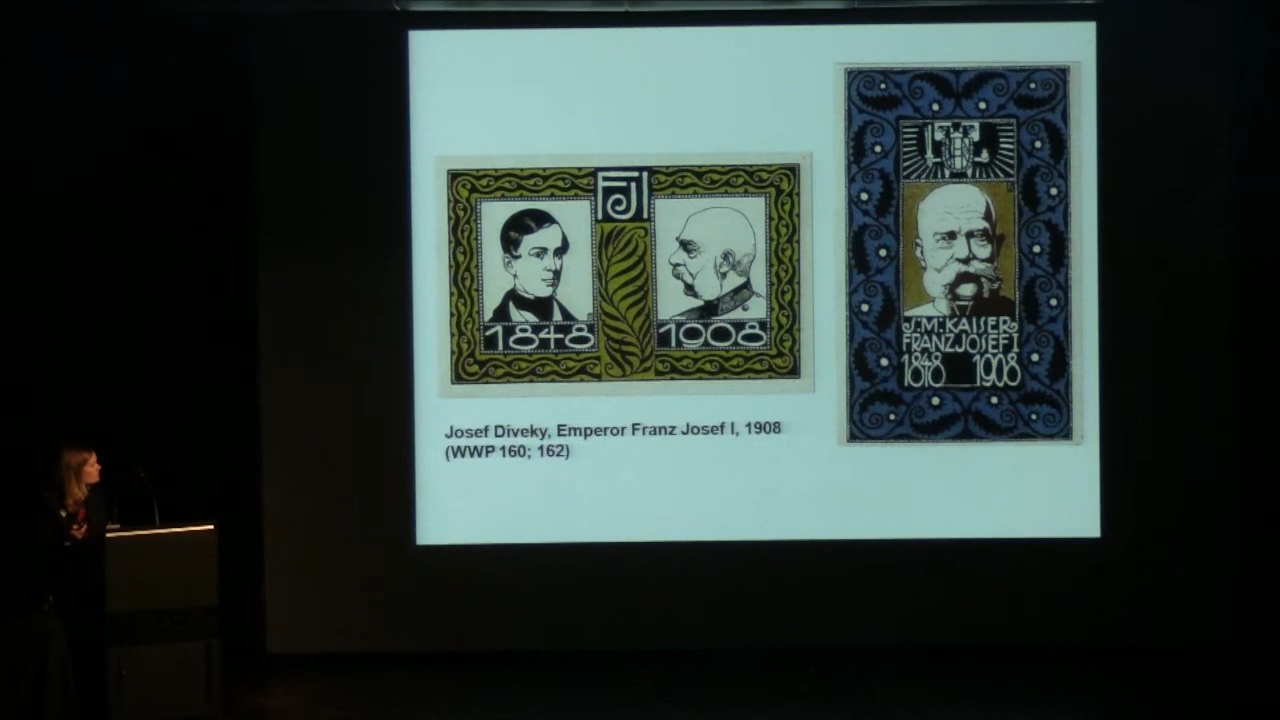 FJI
1848
1908
S.M.KAISER
FRANZ JOSEF I
1848 1908
Josef Diveky, Emperor Franz Josef I, 1908
(WWP 160; 162)